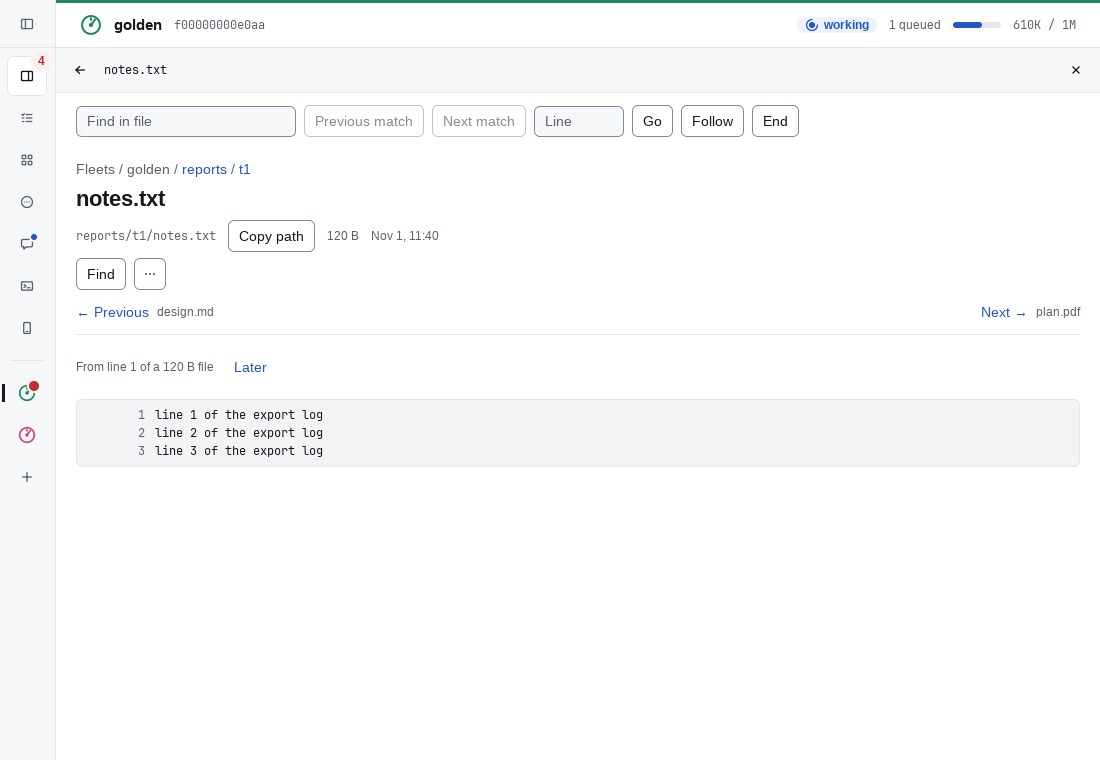 golden f00000000e0aa working 1 queued 610K / 1M
4
notes.txt
Find in file Previous match Next match Line Go Follow End
Fleets / golden / reports / t1
notes.txt
reports/t1/notes.txt Copy path 120 B Nov 1, 11:40
Find ...
← Previous design.md Next → plan.pdf
From line 1 of a 120 B file Later
1 line 1 of the export log
2 line 2 of the export log
3 line 3 of the export log